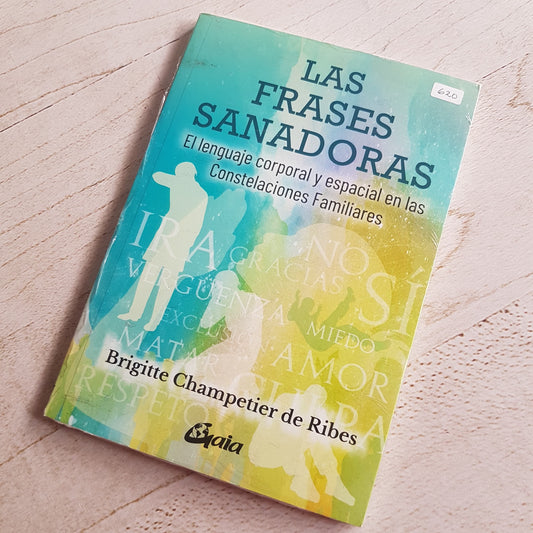 LAS
FRASES
SANADORAS
620
El lenguaje corporal y espacial en las
Constelaciones Familiares
IRA
GRACIAS
NO
SÍ
VERGÜENZA
MIEDO
MATAR
AMOR
RESPETO
Brigitte Champetier de Ribes
Gaia